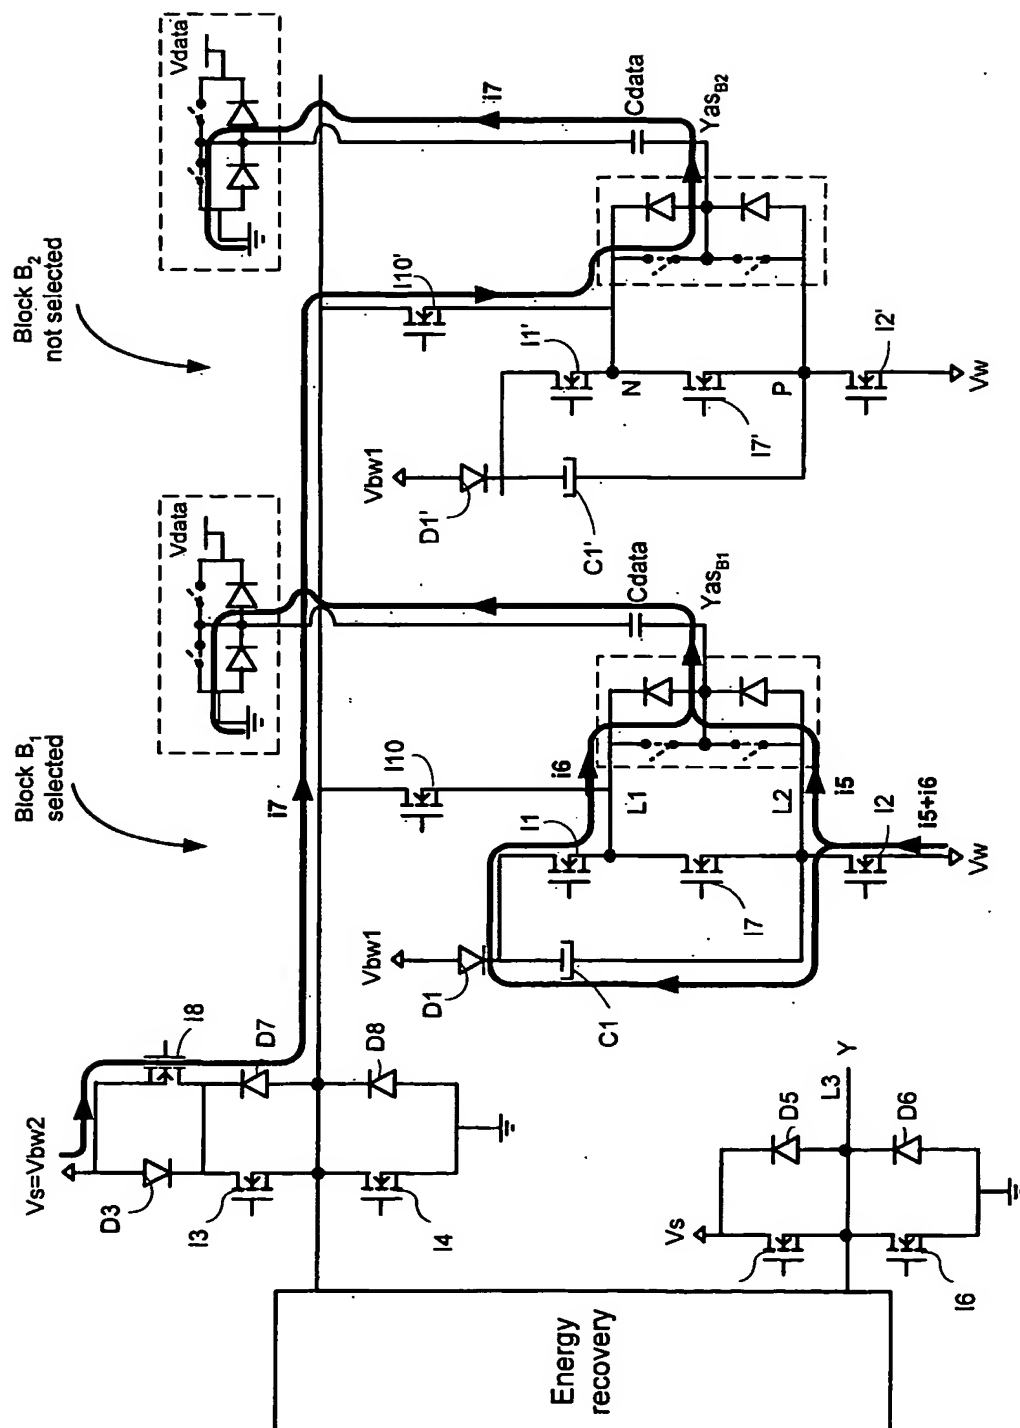 Block B2
not selected
Block B1
selected
Vdata
Vdata
i7
i7
Cdata
YasB2
Cdata
YasB1
I10'
I1'
N
I7'
P
I2'
Vw
Vbw1
D1'
C1'
I10
i6
I1
L1
L2
i5
i5+i6
I2
I7
Vw
Vbw1
D1
C1
Vs=Vbw2
I8
D3
D7
I3
D8
I4
Y
L3
Vs
D5
D6
I6
Energy
recovery